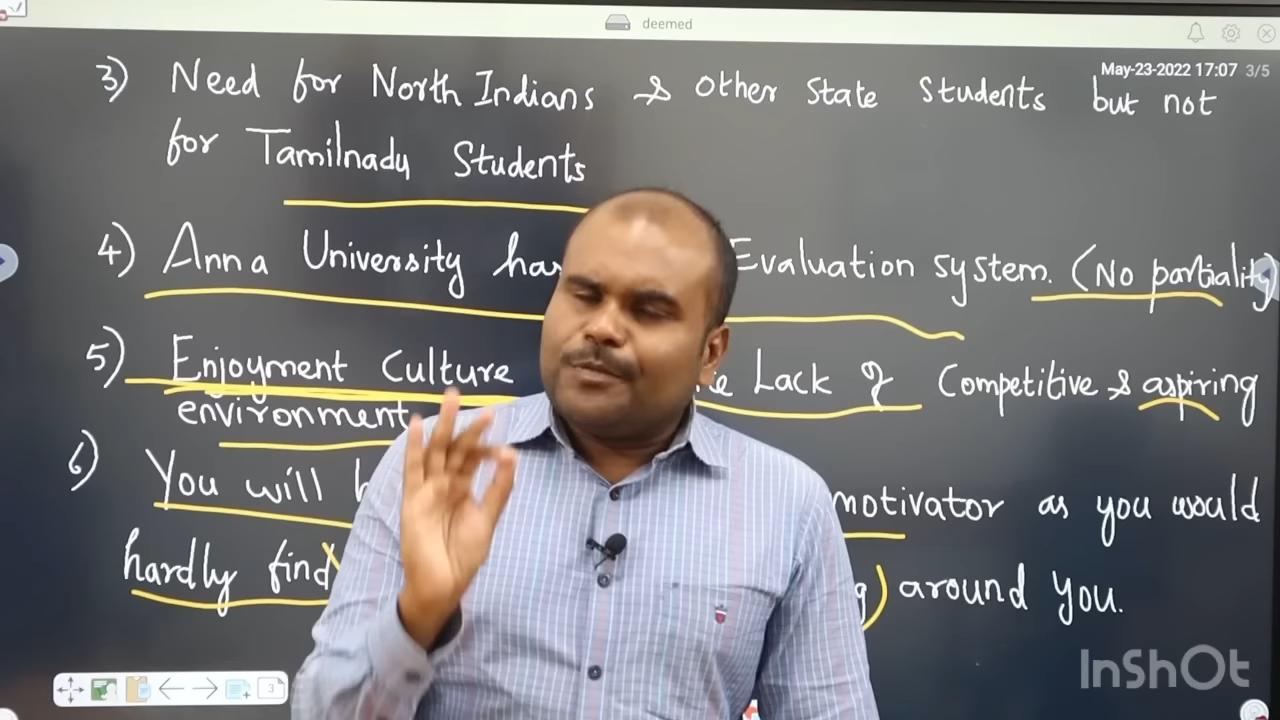 deemed
May-23-2022 17:07 3/5
3) Need for North Indians & other state students but not
for Tamilnadu Students
4) Anna University has Evaluation system. (No partiality)
5) Enjoyment Culture Lack of Competitive & aspiring
environment
6) You will motivator as you would
hardly find around you.
3
InShOt